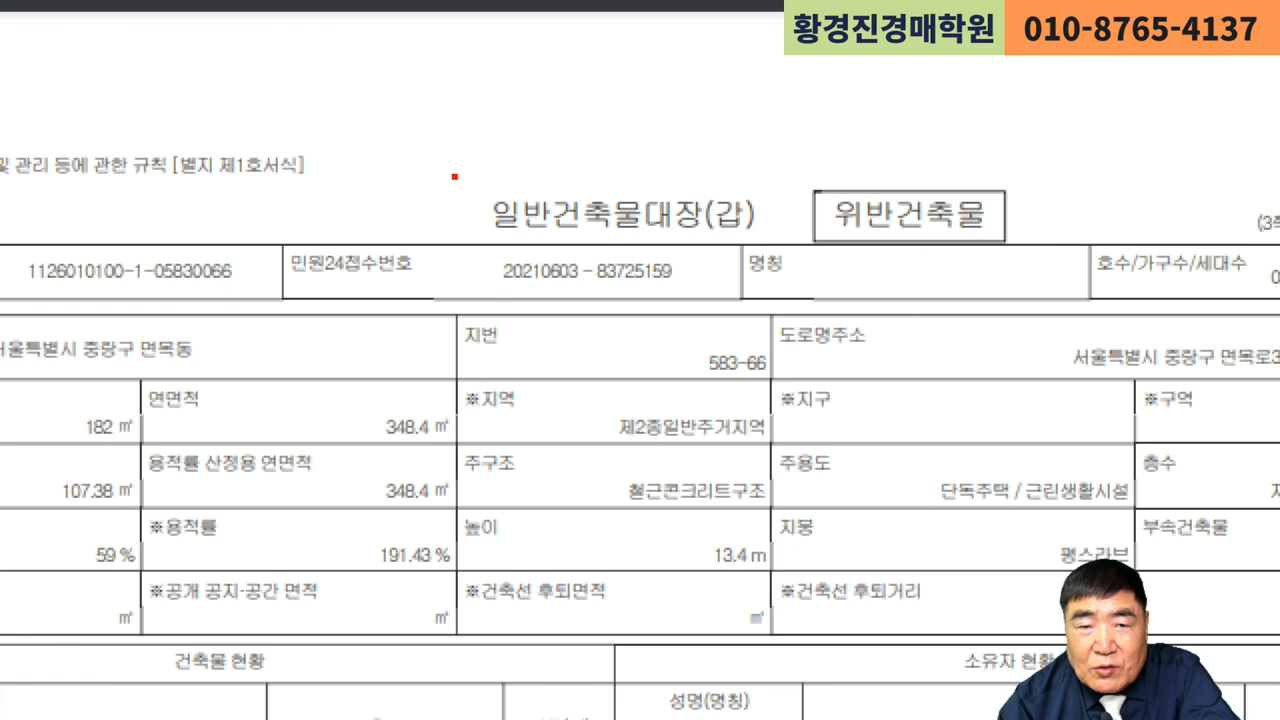 황경진경매학원 010-8765-4137
및 관리 등에 관한 규칙 [별지 제1호서식]
일반건축물대장(갑) 위반건축물
1126010100-1-05830066 민원24접수번호 20210603 - 83725159 명칭 호수/가구수/세대수
서울특별시 중랑구 면목동 지번 583-66 도로명주소 서울특별시 중랑구 면목로3
연면적 ※지역 ※지구 ※구역
182 ㎡ 348.4 ㎡ 제2종일반주거지역
용적률 산정용 연면적 주구조 주용도 층수
107.38 ㎡ 348.4 ㎡ 철근콘크리트구조 단독주택 / 근린생활시설
※용적률 높이 지붕 부속건축물
59 % 191.43 % 13.4 m 평스라브
※공개 공지·공간 면적 ※건축선 후퇴면적 ※건축선 후퇴거리
㎡ ㎡ ㎡
건축물 현황 소유자 현황
성명(명칭)